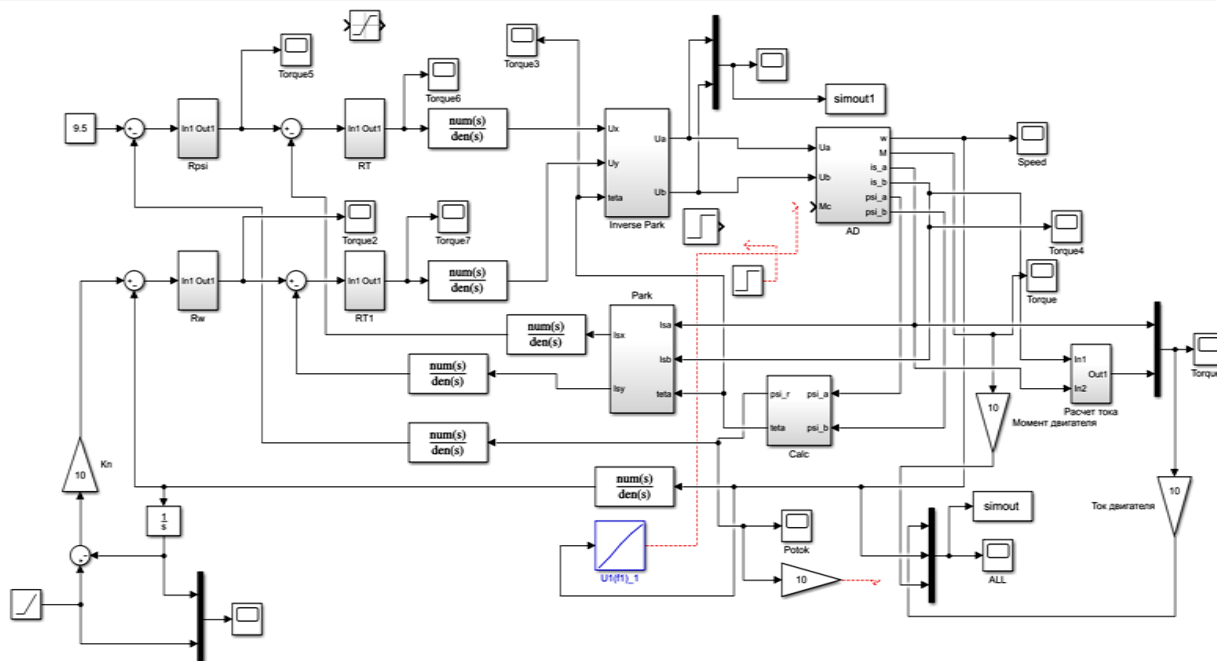 Torque5
Torque3
Torque6
simout1
9.5
In1 Out1
Rpsi
In1 Out1
RT
num(s)
den(s)
Ux
Uy
teta
Ua
Ub
Inverse Park
Ua
Ub
Mc
w
M
is_a
is_b
psi_a
psi_b
AD
Speed
Torque4
Torque
Torque2
Torque7
In1 Out1
Rw
In1 Out1
RT1
num(s)
den(s)
Park
Isx
Isy
Isa
Isb
teta
num(s)
den(s)
num(s)
den(s)
num(s)
den(s)
psi_r
teta
psi_a
psi_b
Calc
In1
In2
Out1
Расчет тока
Torque
10
Момент двигателя
10
Kn
num(s)
den(s)
1
s
U1(f1)_1
Potok
10
simout
ALL
10
Ток двигателя